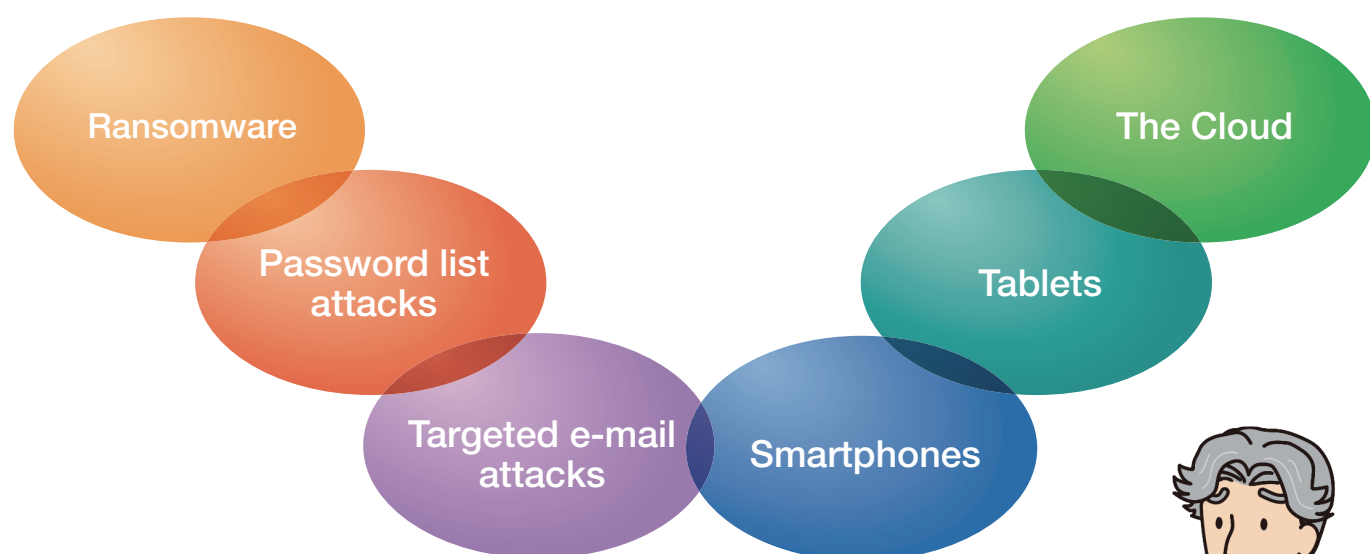 Ransomware
The Cloud
Password list
attacks
Tablets
Targeted e-mail
attacks
Smartphones